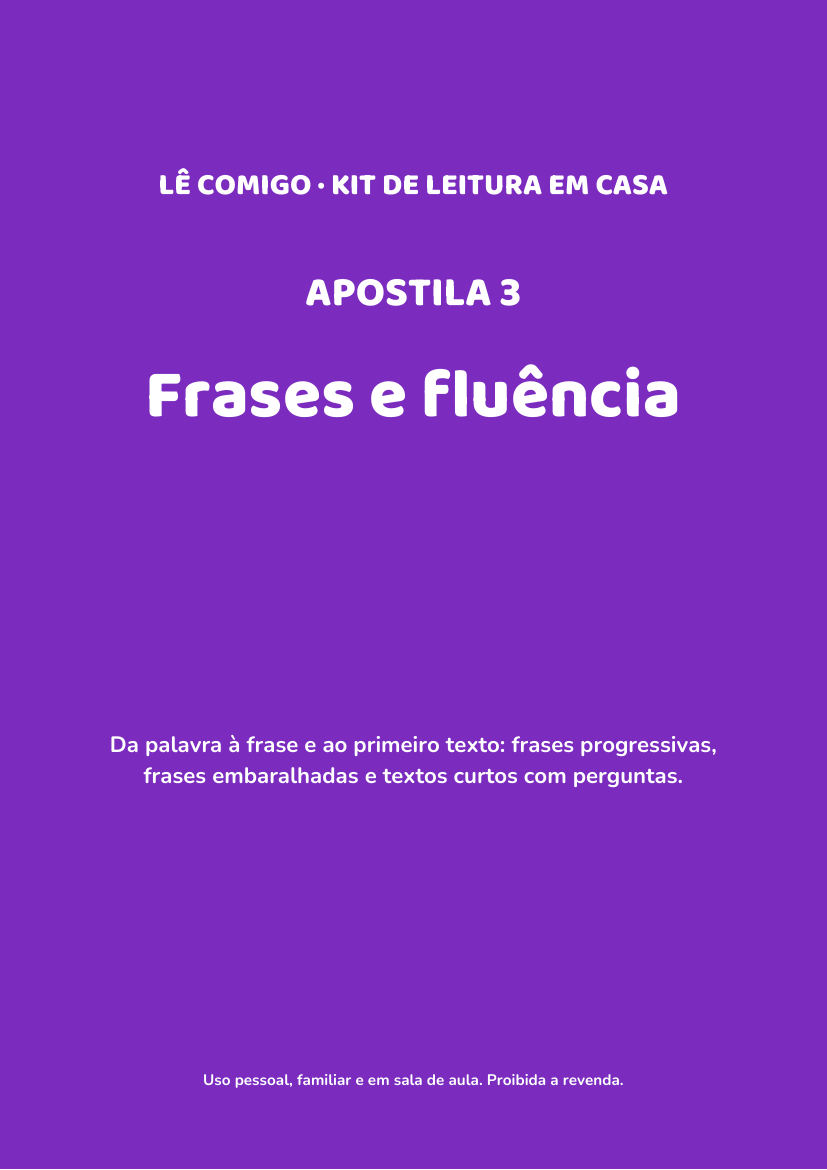 LÊ COMIGO · KIT DE LEITURA EM CASA
APOSTILA 3
Frases e fluência
Da palavra à frase e ao primeiro texto: frases progressivas,
frases embaralhadas e textos curtos com perguntas.
Uso pessoal, familiar e em sala de aula. Proibida a revenda.